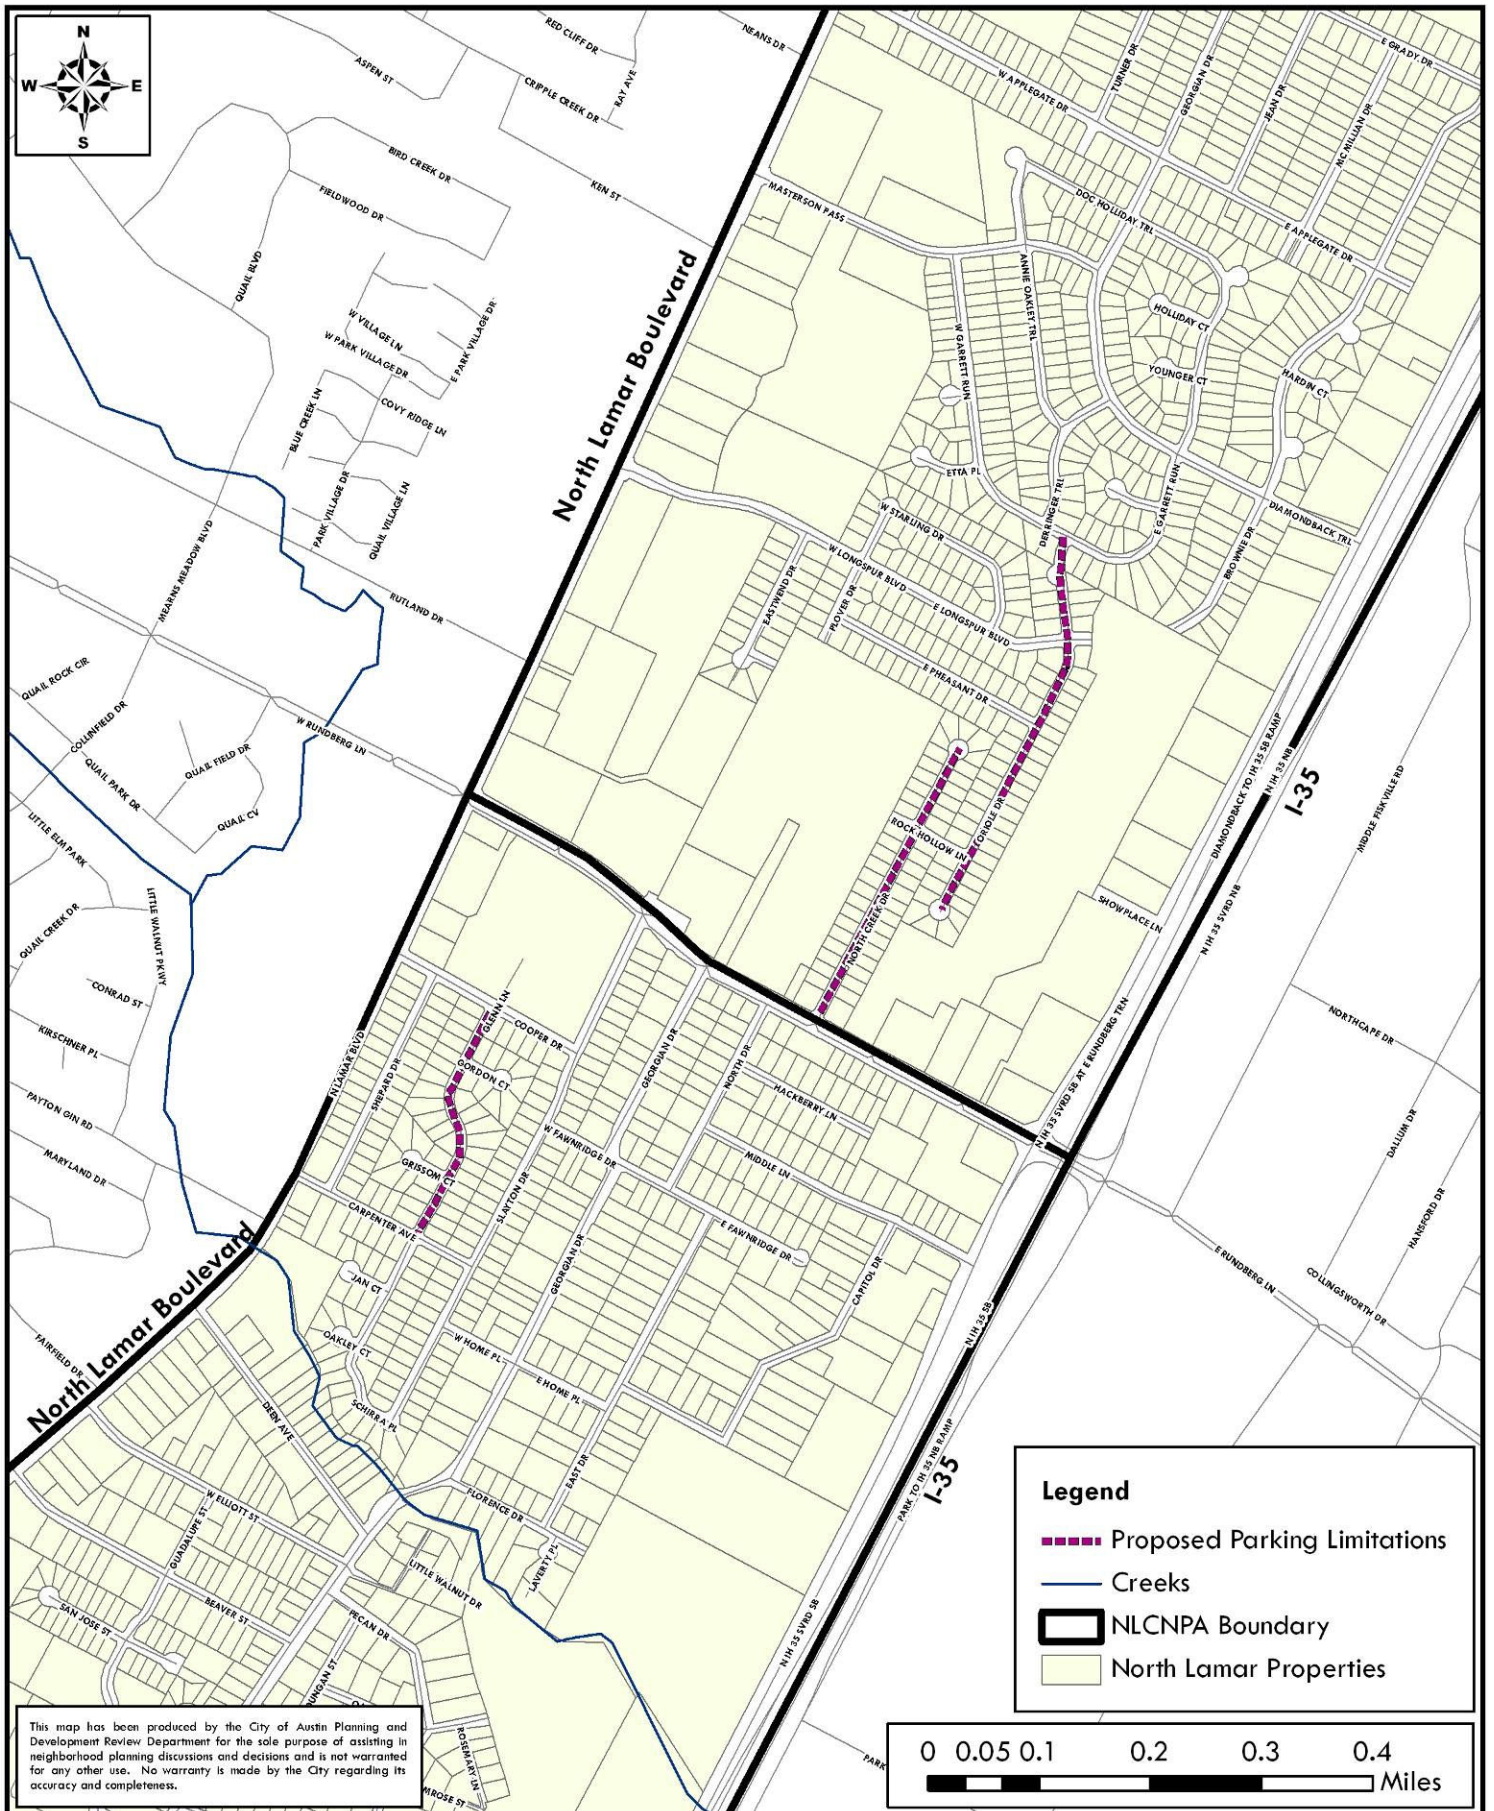 N
W E
S
RED CLIFF DR
NEANS DR
ASPEN ST
CRIPPLE CREEK DR
RAY AVE
BIRD CREEK DR
FIELDWOOD DR
KEN ST
QUAIL BLVD
W VILLAGE LN
W PARK VILLAGE DR
E PARK VILLAGE DR
BLUE CREEK LN
COVY RIDGE LN
PARK VILLAGE DR
QUAIL VILLAGE LN
MEARNS MEADOW BLVD
RUTLAND DR
North Lamar Boulevard
W APPLEGATE DR
TURNER DR
GEORGIAN DR
JEAN DR
E GRADY DR
MCMILLIAN DR
MASTERSON PASS
DOC HOLLIDAY TRL
E APPLEGATE DR
ANNIE OAKLEY TRL
W GARRETT RUN
HOLLIDAY CT
YOUNGER CT
HARDIN CT
ETTA PL
DERRINGER TRL
E GARRETT RUN
DIAMONDBACK TRL
BROWNIE DR
W STARLING DR
W LONGSPUR BLVD
E LONGSPUR BLVD
EASTWEND DR
PLOVER DR
E PHEASANT DR
ROCK HOLLOW LN
ORIOLE DR
NORTH CREEK DR
DIAMONDBACK TO IH 35 SB RAMP
N IH 35 NB
I-35
MIDDLE FISKVILLE RD
N IH 35 SVRD NB
SHOWPLACE LN
N IH 35 SVRD SB AT E RUNDBERG TRN
NORTHCAPE DR
DALLUM DR
HANSFORD DR
E RUNDBERG LN
COLLINGSWORTH DR
QUAIL ROCK CIR
COLLINFIELD DR
QUAIL PARK DR
QUAIL FIELD DR
QUAIL CV
W RUNDBERG LN
LITTLE ELM PARK
QUAIL CREEK DR
LITTLE WALNUT PKWY
CONRAD ST
KIRSCHNER PL
PAYTON GIN RD
MARYLAND DR
N LAMAR BLVD
SHEPARD DR
GLENN LN
COOPER DR
GORDON CT
GRISSOM CT
CARPENTER AVE
SLAYTON DR
GEORGIAN DR
NORTH DR
HACKBERRY LN
W FAWNRIDGE DR
MIDDLE LN
E FAWNRIDGE DR
CAPITOL DR
GEORGIAN DR
JAN CT
OAKLEY CT
W HOME PL
E HOME PL
SCHIRRA PL
EAST DR
FLORENCE DR
LAVERTY PL
North Lamar Boulevard
FAIRFIELD DR
DEEN AVE
W ELLIOTT ST
GUADALUPE ST
BEAVER ST
SAN JOSE ST
LITTLE WALNUT DR
PECAN DR
DUNGAN ST
ROSEMARY LN
MROSE ST
N IH 35 SB
PARK TO IH 35 NB RAMP
I-35
N IH 35 SVRD SB
PARK
Legend
Proposed Parking Limitations
Creeks
NLCNPA Boundary
North Lamar Properties
This map has been produced by the City of Austin Planning and
Development Review Department for the sole purpose of assisting in
neighborhood planning discussions and decisions and is not warranted
for any other use. No warranty is made by the City regarding its
accuracy and completeness.
0 0.05 0.1 0.2 0.3 0.4
Miles